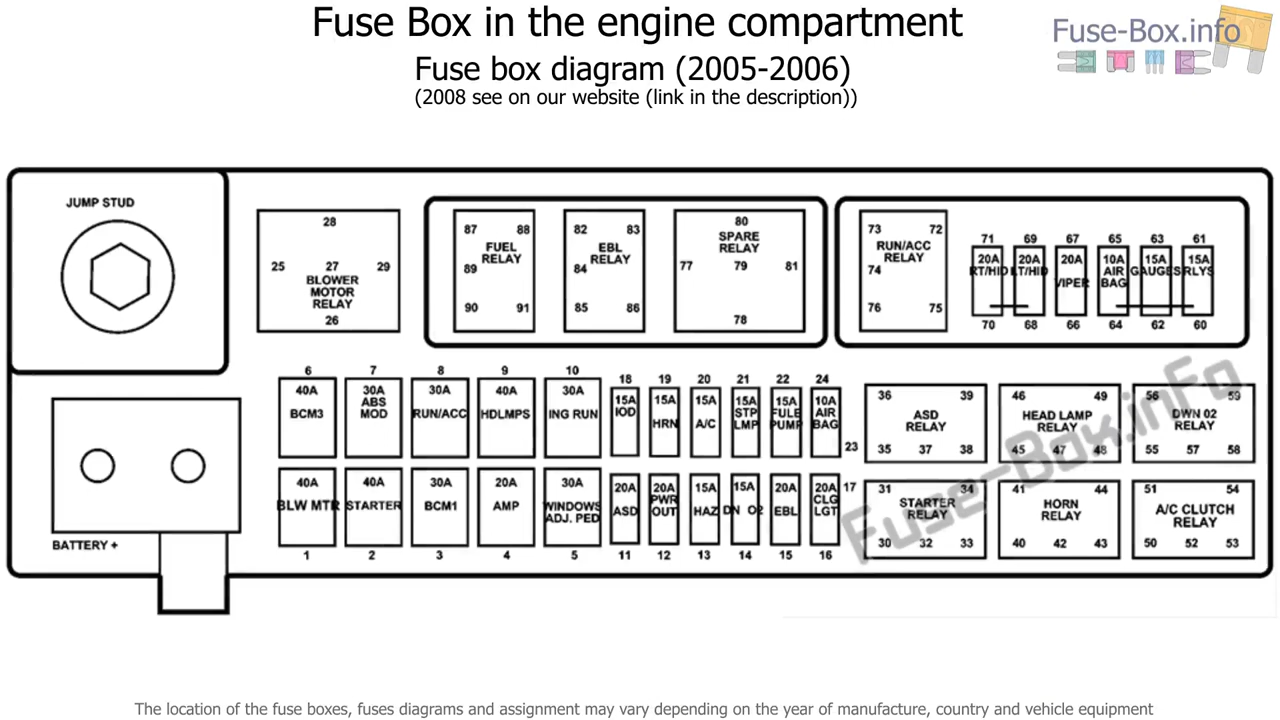 Fuse Box in the engine compartment
Fuse box diagram (2005-2006)
(2008 see on our website (link in the description))
Fuse-Box.info
JUMP STUD
28
25 27 29
BLOWER
MOTOR
RELAY
26
87 88
FUEL
RELAY
89
90 91
82 83
EBL
RELAY
84
85 86
80
SPARE
RELAY
77 79 81
78
73 72
RUN/ACC
RELAY
74
76 75
71 69 67 65 63 61
20A 20A 20A 10A 15A 15A
RT/HID LT/HID VIPER AIR BAG GAUGES RLYS
70 68 66 64 62 60
6 7 8 9 10 18 19 20 21 22 24
40A 30A 30A 40A 30A 15A 15A 15A 15A 15A 10A
BCM3
ABS
MOD
RUN/ACC
HDLMPS
ING RUN
IOD
HRN
A/C
STP
LMP
FULE
PUMP
AIR
BAG
23
36 39
ASD
RELAY
35 37 38
46 49
HEAD LAMP
RELAY
45 47 48
56 59
DWN 02
RELAY
55 57 58
40A 40A 30A 20A 30A 20A 20A 15A 15A 20A 20A
BLW MTR
STARTER
BCM1
AMP
WINDOWS
ADJ. PED
ASD
PWR
OUT
HAZ
DN O2
EBL
CLG
LGT
17
1 2 3 4 5 11 12 13 14 15 16
31 34
STARTER
RELAY
30 32 33
41 44
HORN
RELAY
40 42 43
51 54
A/C CLUTCH
RELAY
50 52 53
BATTERY +
Fuse-Box.inFo
The location of the fuse boxes, fuses diagrams and assignment may vary depending on the year of manufacture, country and vehicle equipment